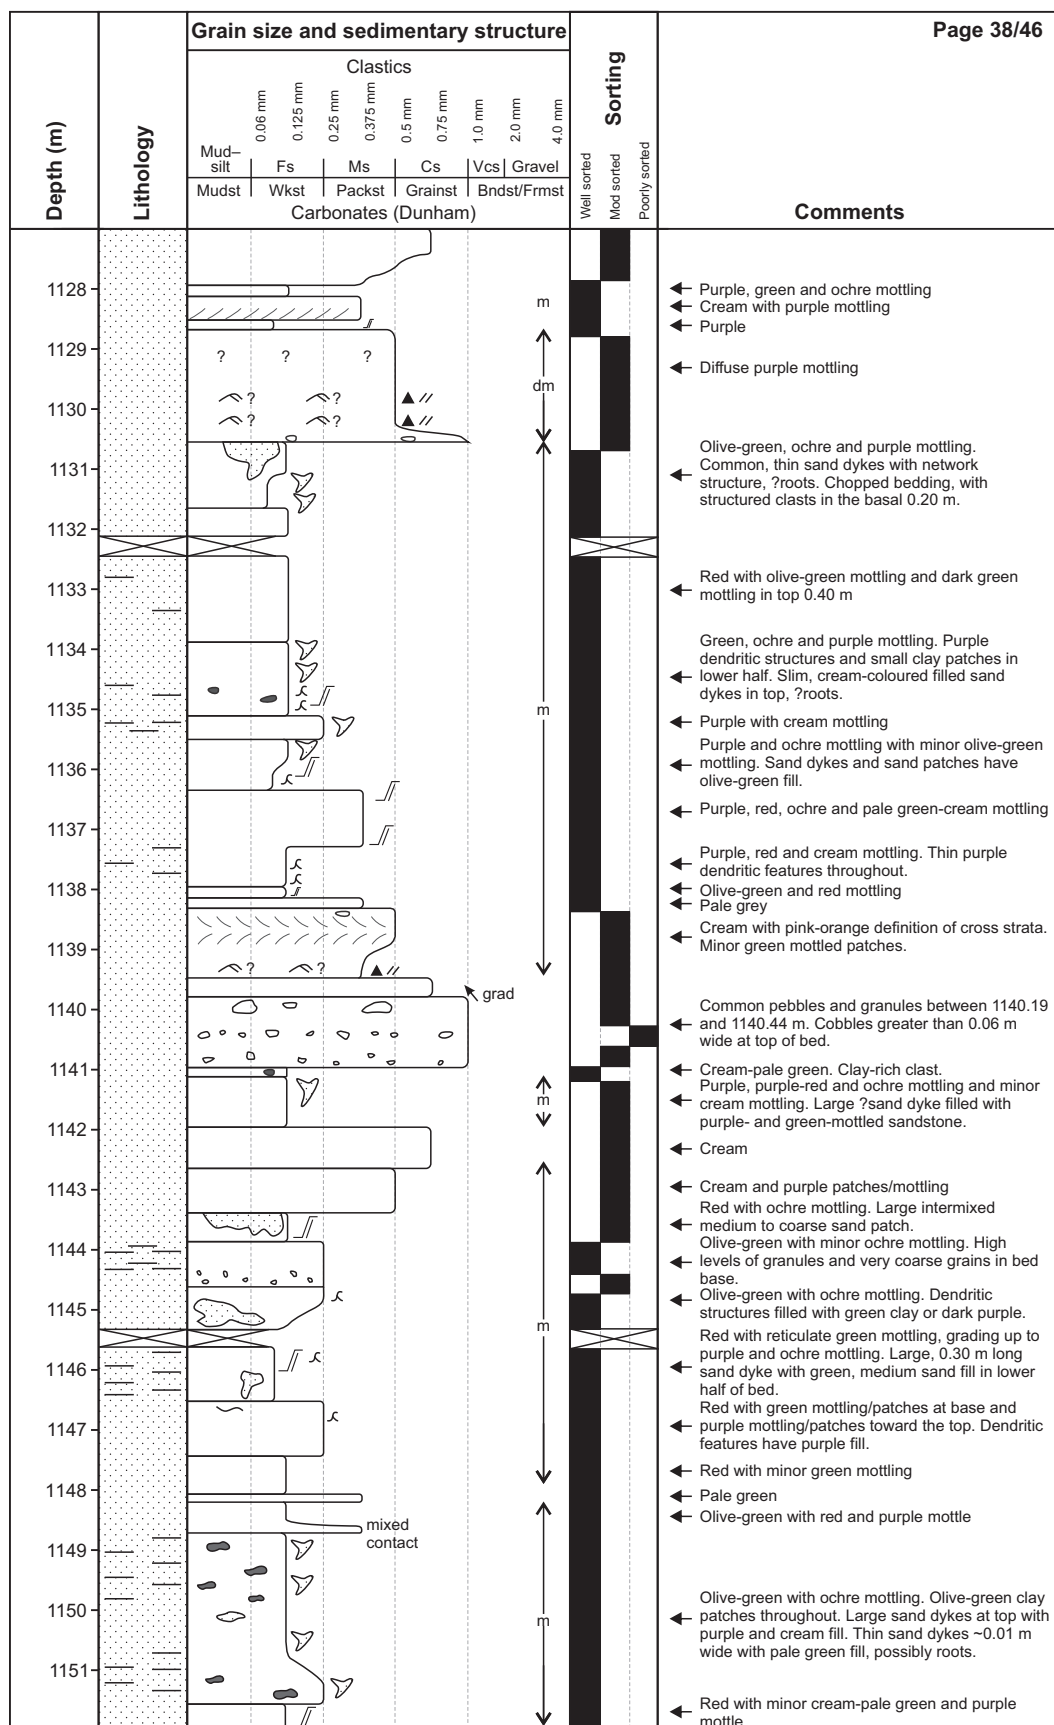 Grain size and sedimentary structure
Page 38/46
Clastics
Depth (m)
Lithology
0.06 mm
0.125 mm
0.25 mm
0.375 mm
0.5 mm
0.75 mm
1.0 mm
2.0 mm
4.0 mm
Mud–
silt
Fs
Ms
Cs
Vcs
Gravel
Mudst
Wkst
Packst
Grainst
Bndst/Frmst
Carbonates (Dunham)
Sorting
Well sorted
Mod sorted
Poorly sorted
Comments
1128
m
Purple, green and ochre mottling
Cream with purple mottling
Purple
1129
? ? ?
Diffuse purple mottling
dm
? ?
1130
? ?
Olive-green, ochre and purple mottling.
Common, thin sand dykes with network
structure, ?roots. Chopped bedding, with
structured clasts in the basal 0.20 m.
1131
1132
Red with olive-green mottling and dark green
mottling in top 0.40 m
1133
1134
Green, ochre and purple mottling. Purple
dendritic structures and small clay patches in
lower half. Slim, cream-coloured filled sand
dykes in top, ?roots.
1135
m
Purple with cream mottling
Purple and ochre mottling with minor olive-green
mottling. Sand dykes and sand patches have
olive-green fill.
1136
Purple, red, ochre and pale green-cream mottling
1137
Purple, red and cream mottling. Thin purple
dendritic features throughout.
1138
Olive-green and red mottling
Pale grey
Cream with pink-orange definition of cross strata.
Minor green mottled patches.
1139
? ?
grad
1140
Common pebbles and granules between 1140.19
and 1140.44 m. Cobbles greater than 0.06 m
wide at top of bed.
1141
Cream-pale green. Clay-rich clast.
m
Purple, purple-red and ochre mottling and minor
cream mottling. Large ?sand dyke filled with
purple- and green-mottled sandstone.
1142
Cream
1143
Cream and purple patches/mottling
Red with ochre mottling. Large intermixed
medium to coarse sand patch.
1144
Olive-green with minor ochre mottling. High
levels of granules and very coarse grains in bed
base.
1145
Olive-green with ochre mottling. Dendritic
structures filled with green clay or dark purple.
m
Red with reticulate green mottling, grading up to
purple and ochre mottling. Large, 0.30 m long
sand dyke with green, medium sand fill in lower
half of bed.
1146
Red with green mottling/patches at base and
purple mottling/patches toward the top. Dendritic
features have purple fill.
1147
Red with minor green mottling
1148
Pale green
Olive-green with red and purple mottle
mixed
contact
1149
1150
m
Olive-green with ochre mottling. Olive-green clay
patches throughout. Large sand dykes at top with
purple and cream fill. Thin sand dykes ~0.01 m
wide with pale green fill, possibly roots.
1151
Red with minor cream-pale green and purple
mottle